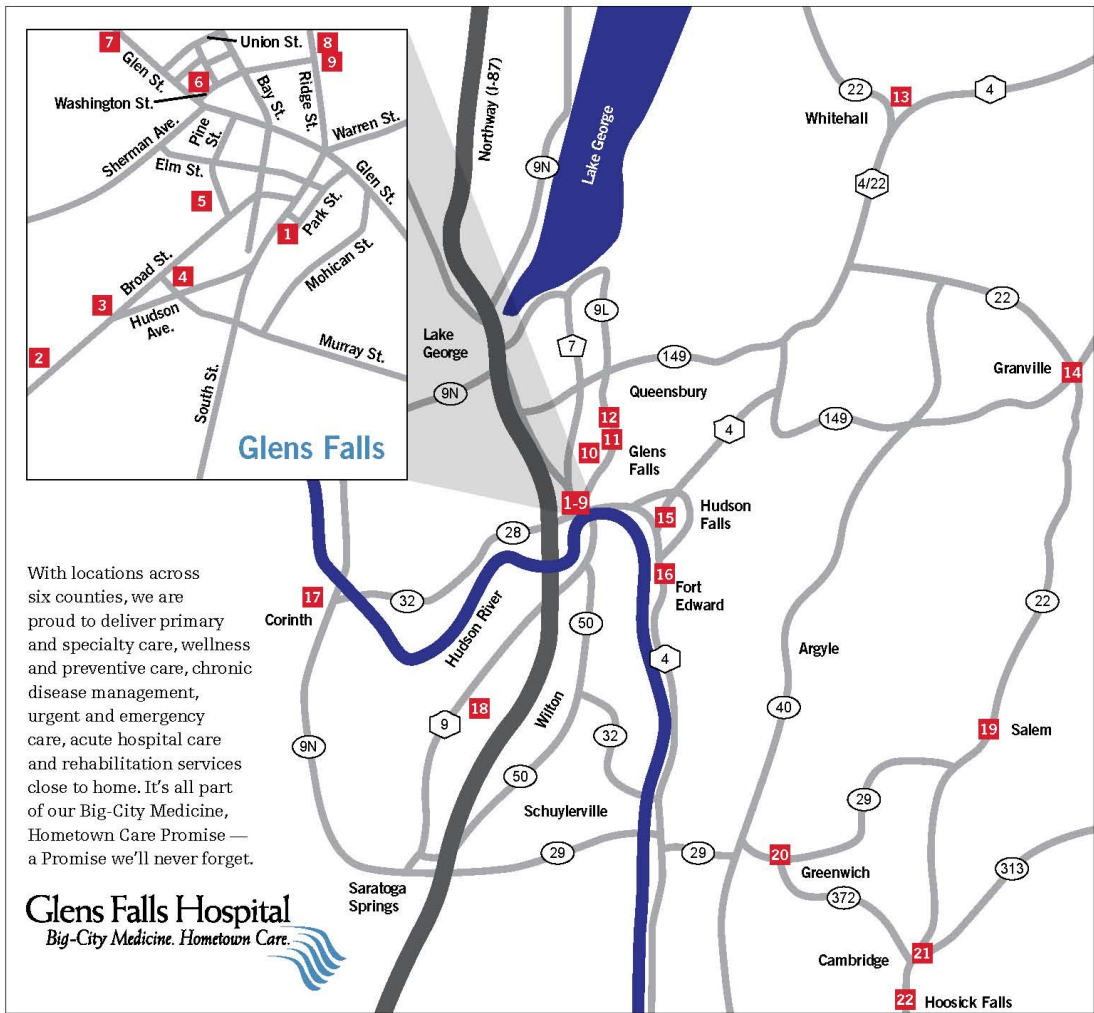 7
Glen St.
Union St.
8
9
6
Washington St.
Bay St.
Ridge St.
Sherman Ave.
Pine St.
Warren St.
Elm St.
Glen St.
5
1
Park St.
Mohican St.
Broad St.
4
3
Hudson Ave.
2
Murray St.
South St.
Glens Falls
Northway (I-87)
9N
Lake George
22
13
4
Whitehall
4/22
9L
22
Lake
George
7
149
Granville
14
9N
Queensbury
12
4
149
11
10
Glens
Falls
1-9
15
Hudson
Falls
28
16
Fort
Edward
17
32
Corinth
Hudson River
50
22
4
Argyle
18
9
Wilton
40
19
Salem
9N
32
50
29
Schuylerville
29
29
20
Greenwich
313
372
Saratoga
Springs
Cambridge
21
22
Hoosick Falls
With locations across
six counties, we are
proud to deliver primary
and specialty care, wellness
and preventive care, chronic
disease management,
urgent and emergency
care, acute hospital care
and rehabilitation services
close to home. It's all part
of our Big-City Medicine,
Hometown Care Promise —
a Promise we'll never forget.
Glens Falls Hospital
Big-City Medicine. Hometown Care.